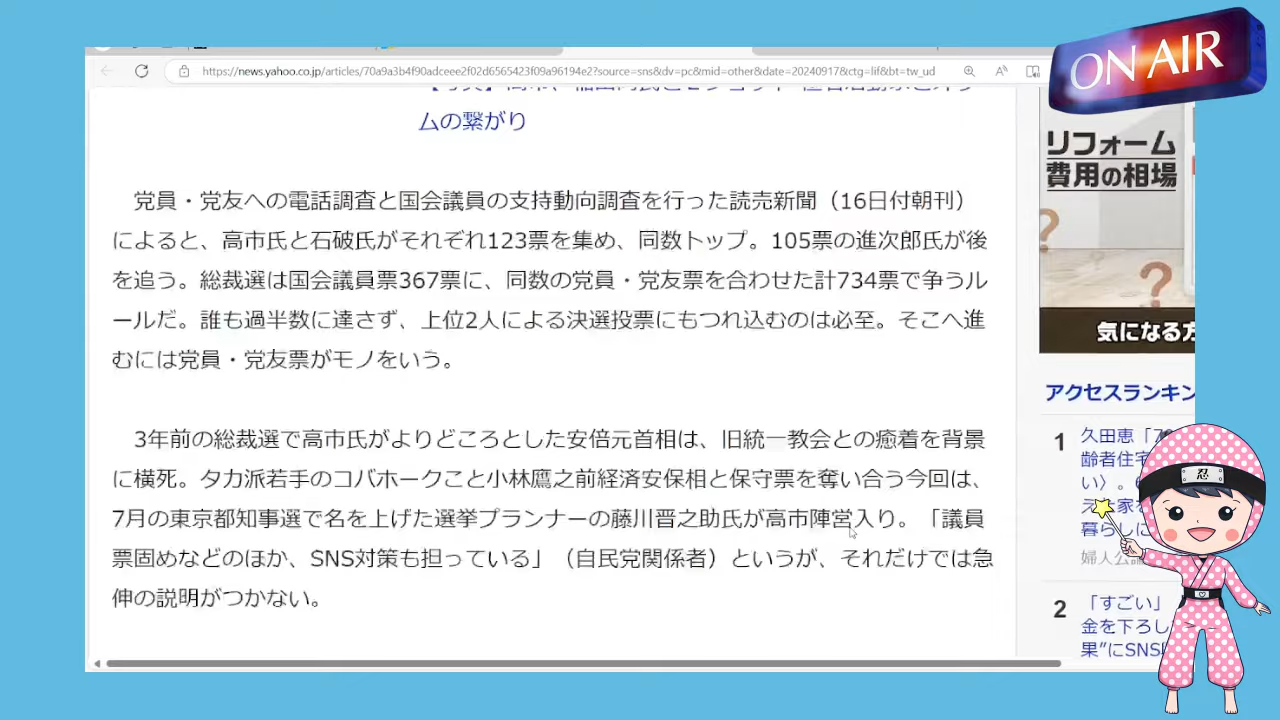 https://news.yahoo.co.jp/articles/70a9a3b4f90adceee2f02d6565423f09a96194e2?source=sns&dv=pc&mid=other&date=20240917&ctg=lif&bt=tw_ud
ON AIR
ムの繋がり
党員・党友への電話調査と国会議員の支持動向調査を行った読売新聞（16日付朝刊）
によると、高市氏と石破氏がそれぞれ123票を集め、同数トップ。105票の進次郎氏が後
を追う。総裁選は国会議員票367票に、同数の党員・党友票を合わせた計734票で争うル
ールだ。誰も過半数に達さず、上位2人による決選投票にもつれ込むのは必至。そこへ進
むには党員・党友票がモノをいう。
3年前の総裁選で高市氏がよりどころとした安倍元首相は、旧統一教会との癒着を背景
に横死。タカ派若手のコバホークこと小林鷹之前経済安保相と保守票を奪い合う今回は、
7月の東京都知事選で名を上げた選挙プランナーの藤川晋之助氏が高市陣営入り。「議員
票固めなどのほか、SNS対策も担っている」（自民党関係者）というが、それだけでは急
伸の説明がつかない。
リフォーム
費用の相場
?
?
気になる方
アクセスランキン
1
久田恵「7
齢者住宅
い〉。6
え家を
暮らしに
婦人公論
2
「すごい」
金を下ろし
果”にSNS
忍